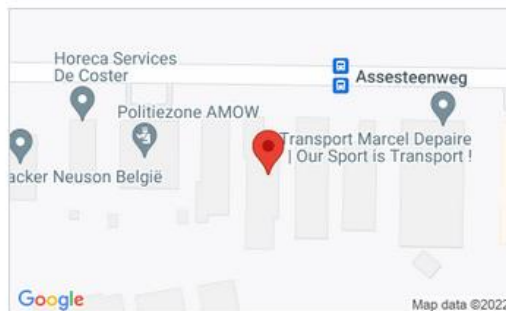 Horeca Services
De Coster
Assesteenweg
Politiezone AMOW
Transport Marcel Depaire
| Our Sport is Transport !
acker Neuson België
Google
Map data ©2022